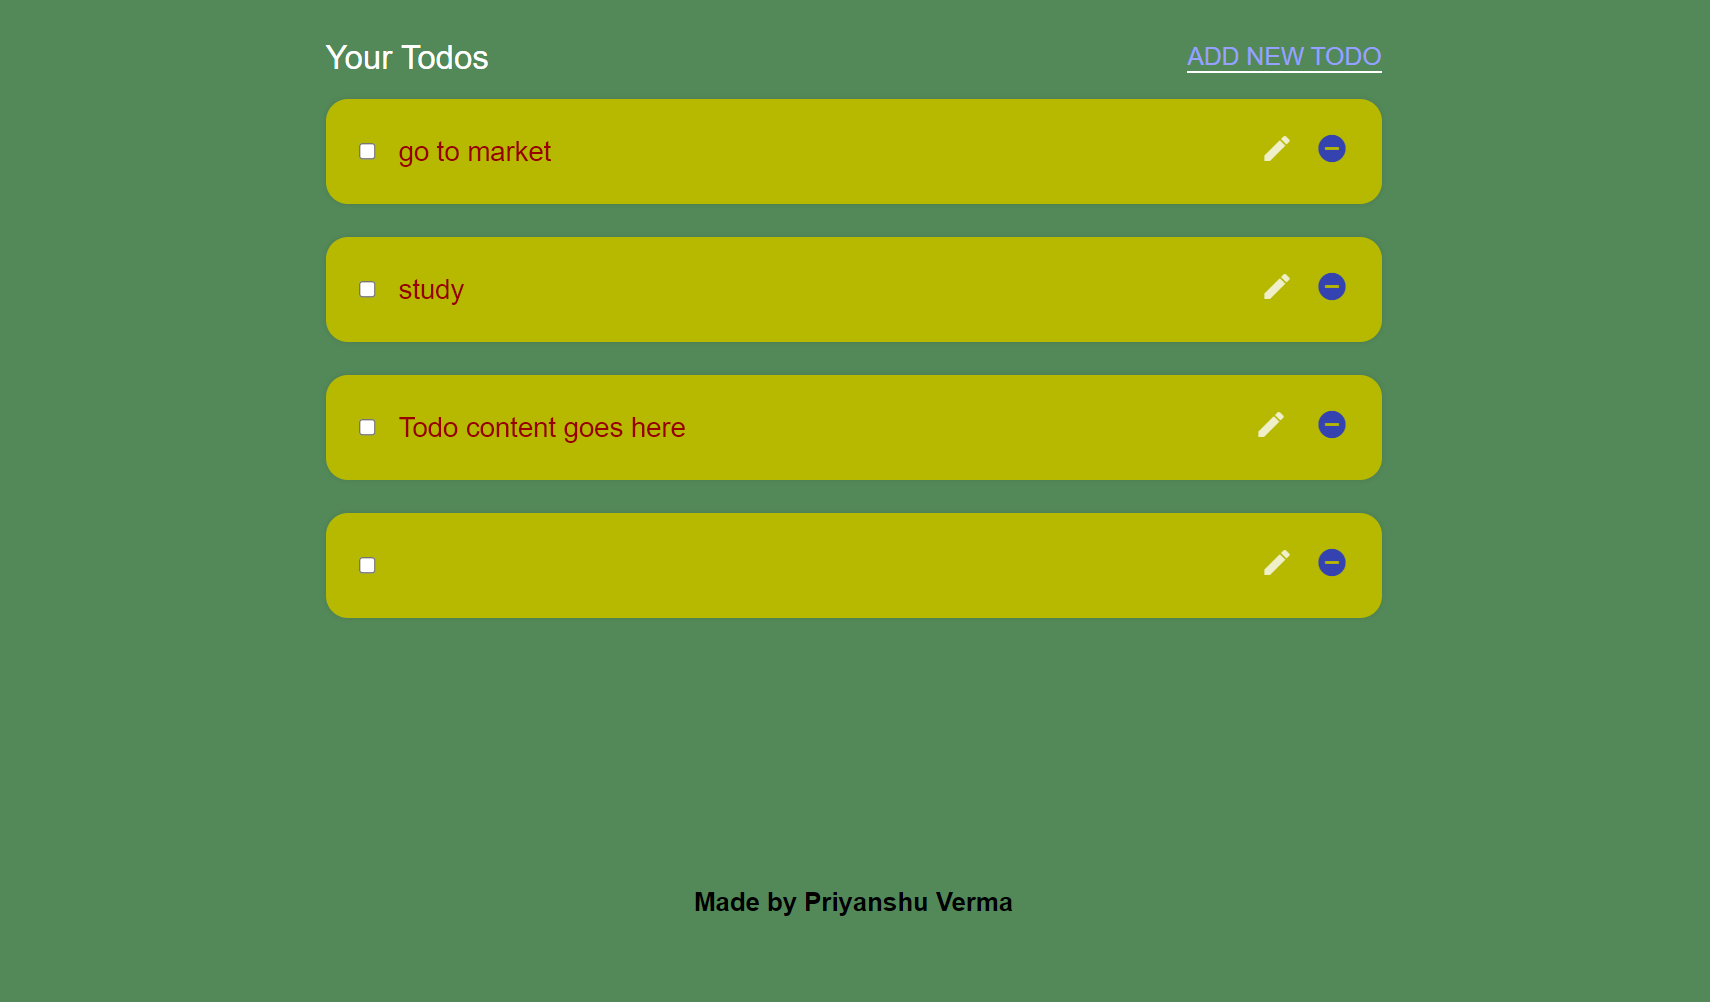 Your Todos
ADD NEW TODO
go to market
study
Todo content goes here
Made by Priyanshu Verma